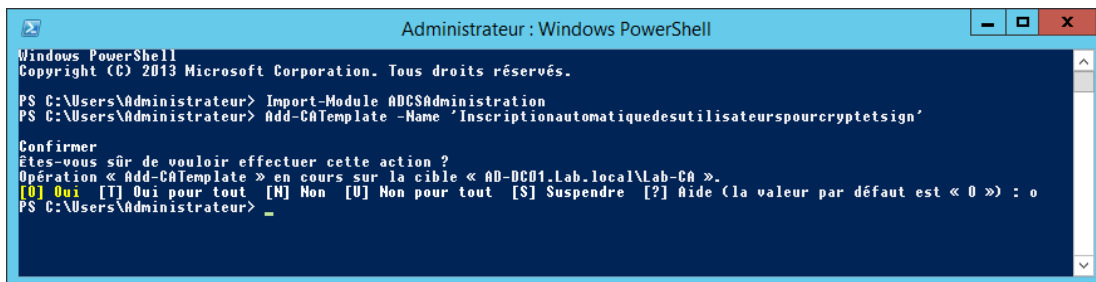 Administrateur : Windows PowerShell
Windows PowerShell
Copyright (C) 2013 Microsoft Corporation. Tous droits réservés.
PS C:\Users\Administrateur> Import-Module ADCSAdministration
PS C:\Users\Administrateur> Add-CATemplate -Name 'Inscriptionautomatiquedesutilisateurspourcryptetsign'
Confirmer
Êtes-vous sûr de vouloir effectuer cette action ?
Opération « Add-CATemplate » en cours sur la cible « AD-DC01.Lab.local\Lab-CA ».
[O] Oui [T] Oui pour tout [N] Non [U] Non pour tout [S] Suspendre [?] Aide (la valeur par défaut est « O ») : o
PS C:\Users\Administrateur> _